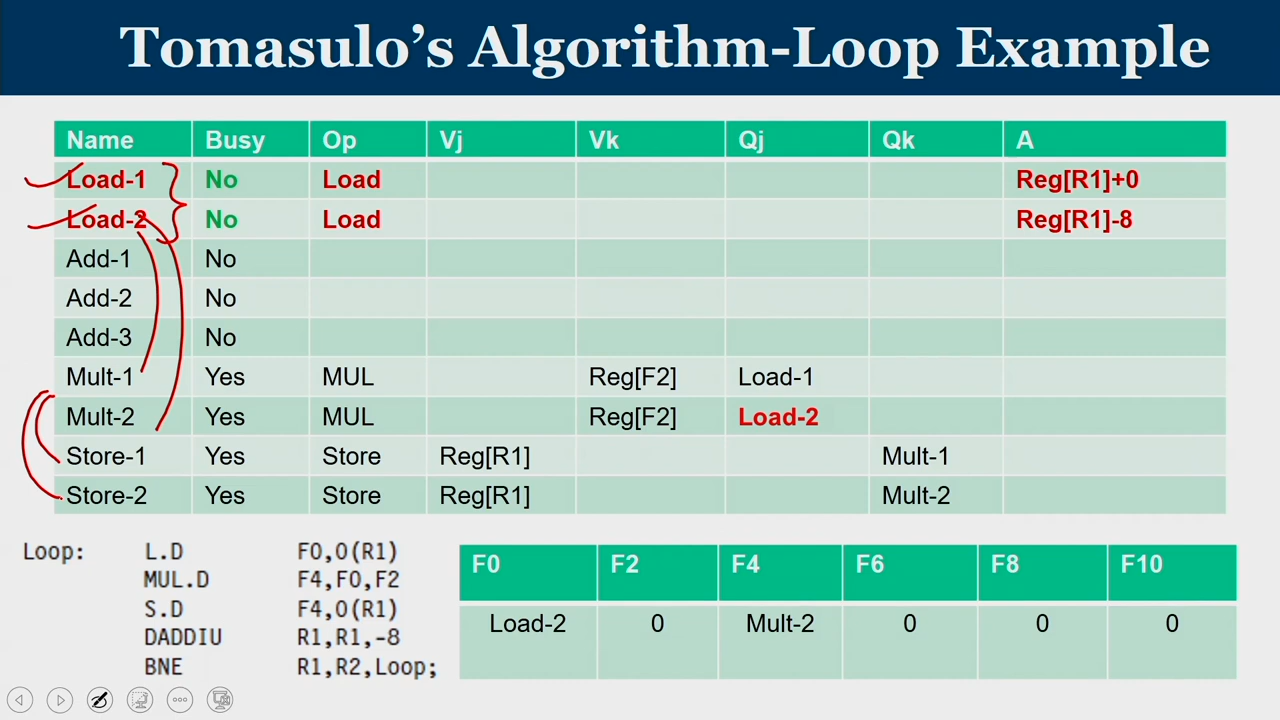 Tomasulo's Algorithm-Loop Example
Name Busy Op Vj Vk Qj Qk A
Load-1 No Load Reg[R1]+0
Load-2 No Load Reg[R1]-8
Add-1 No
Add-2 No
Add-3 No
Mult-1 Yes MUL Reg[F2] Load-1
Mult-2 Yes MUL Reg[F2] Load-2
Store-1 Yes Store Reg[R1] Mult-1
Store-2 Yes Store Reg[R1] Mult-2
Loop: L.D F0,0(R1)
MUL.D F4,F0,F2
S.D F4,0(R1)
DADDIU R1,R1,-8
BNE R1,R2,Loop;
F0 F2 F4 F6 F8 F10
Load-2 0 Mult-2 0 0 0